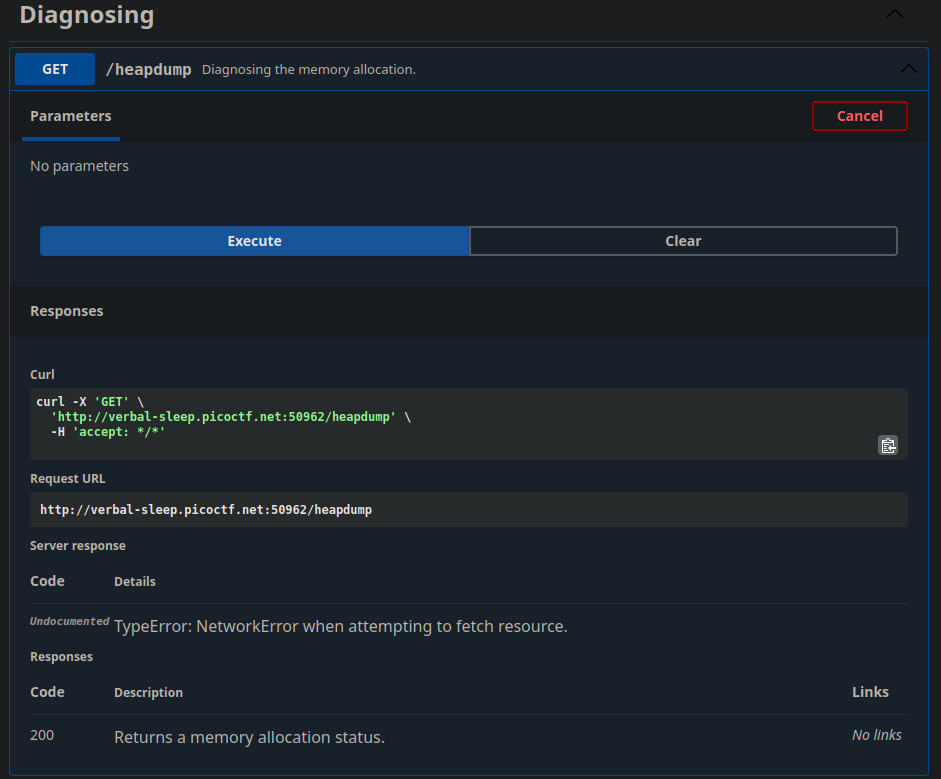 Diagnosing
GET /heapdump Diagnosing the memory allocation.
Parameters Cancel
No parameters
Execute Clear
Responses
Curl
curl -X 'GET' \
  'http://verbal-sleep.picoctf.net:50962/heapdump' \
  -H 'accept: */*'
Request URL
http://verbal-sleep.picoctf.net:50962/heapdump
Server response
Code Details
Undocumented TypeError: NetworkError when attempting to fetch resource.
Responses
Code Description Links
200 Returns a memory allocation status. No links